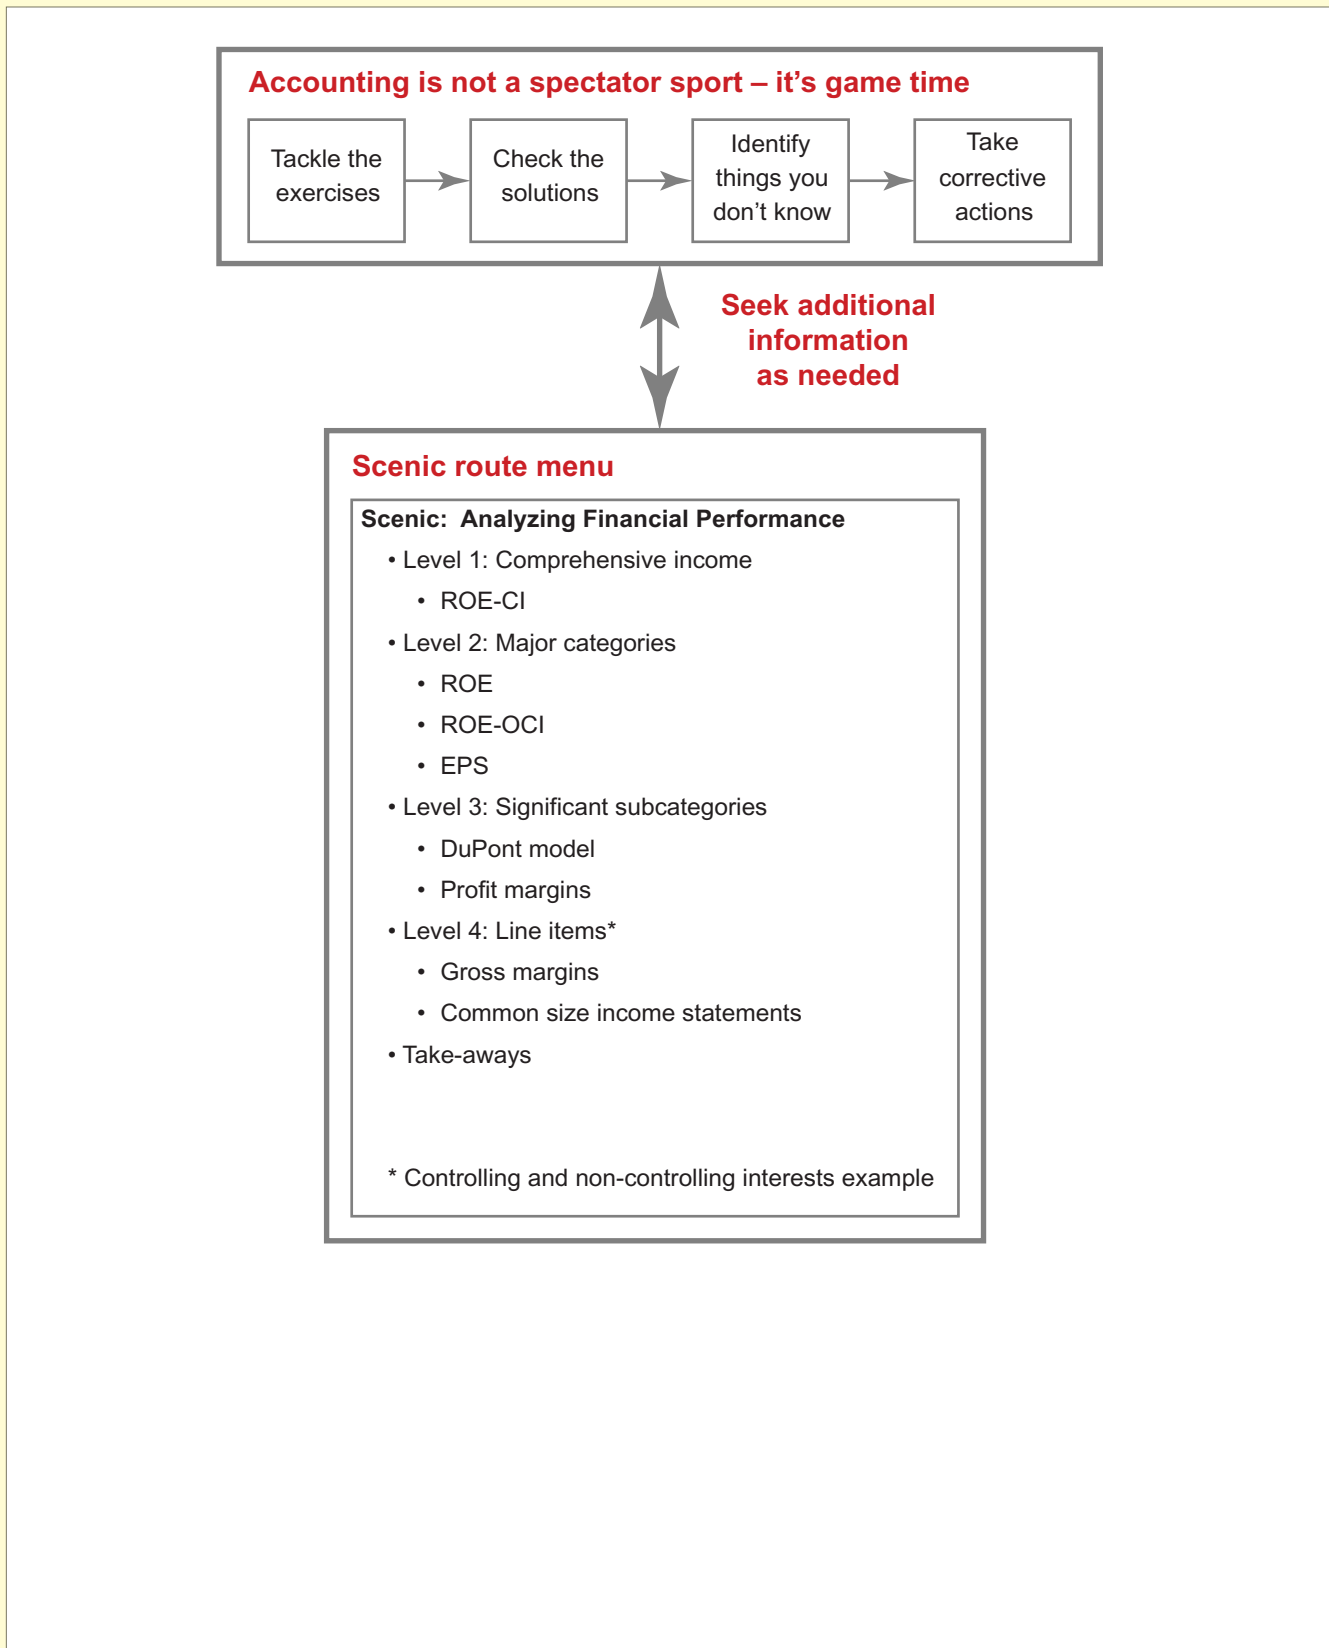 Accounting is not a spectator sport – it’s game time
Tackle the
exercises
Check the
solutions
Identify
things you
don’t know
Take
corrective
actions
Seek additional
information
as needed
Scenic route menu
Scenic:  Analyzing Financial Performance
• Level 1: Comprehensive income
• ROE-CI
• Level 2: Major categories
• ROE
• ROE-OCI
• EPS
• Level 3: Significant subcategories
• DuPont model
• Profit margins
• Level 4: Line items*
• Gross margins
• Common size income statements
• Take-aways
* Controlling and non-controlling interests example